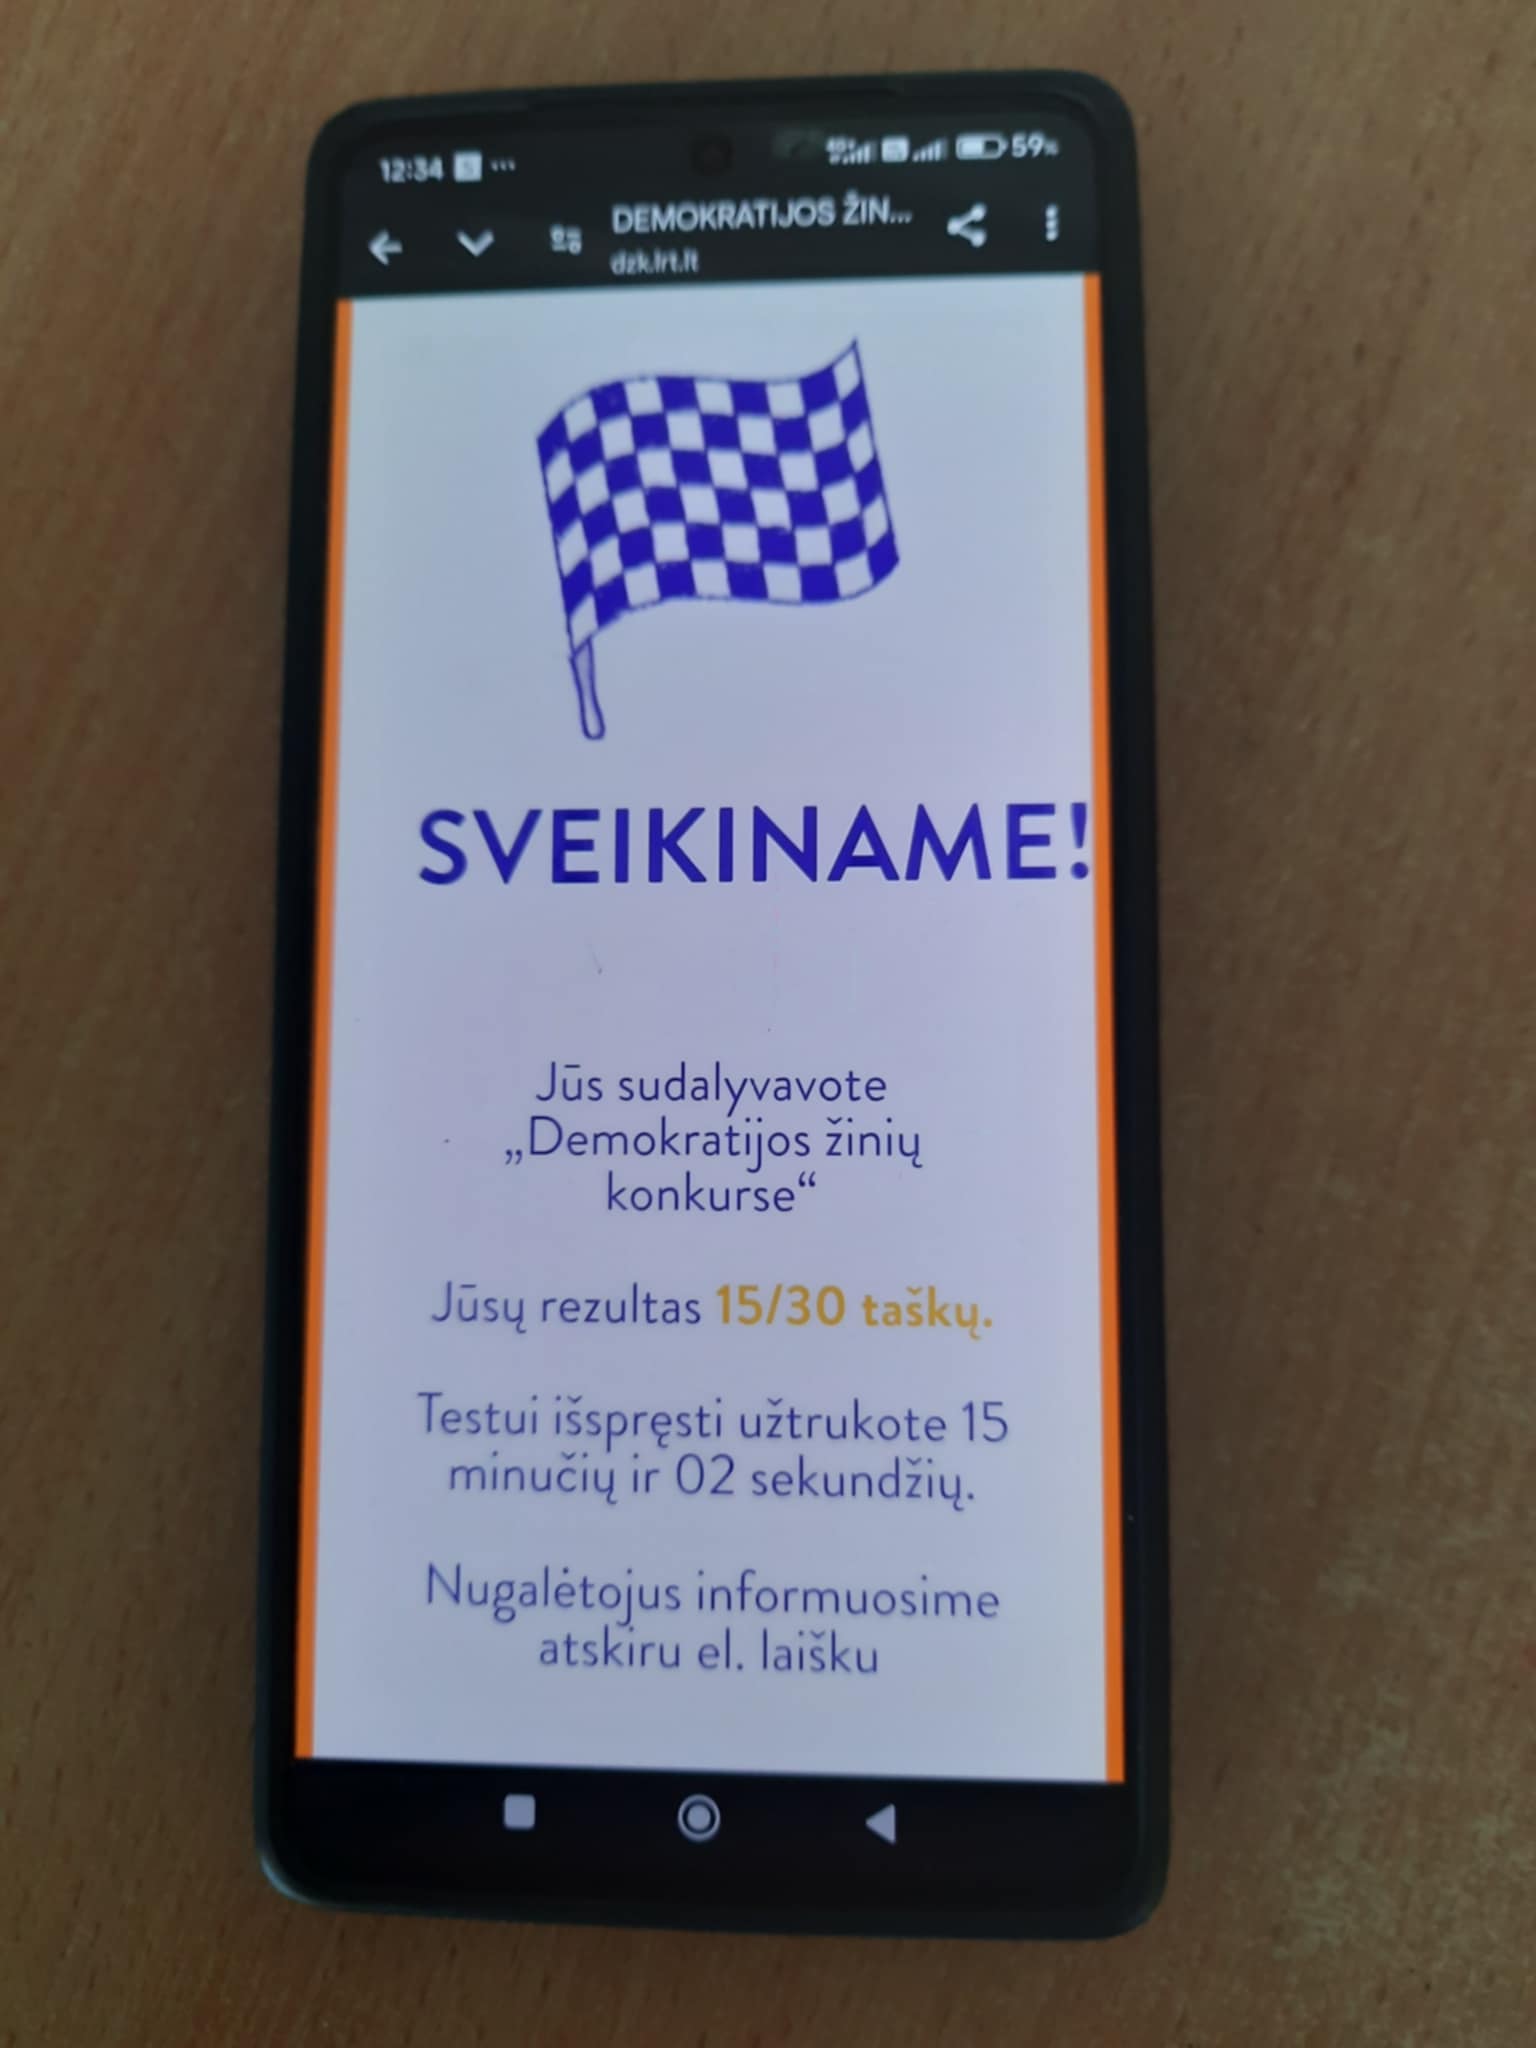 12:34
59%
DEMOKRATIJOS ŽIN...
dzk.lrt.lt
SVEIKINAME!
Jūs sudalyvavote
„Demokratijos žinių
konkurse“
Jūsų rezultas 15/30 taškų.
Testui išspręsti užtrukote 15
minučių ir 02 sekundžių.
Nugalėtojus informuosime
atskiru el. laišku